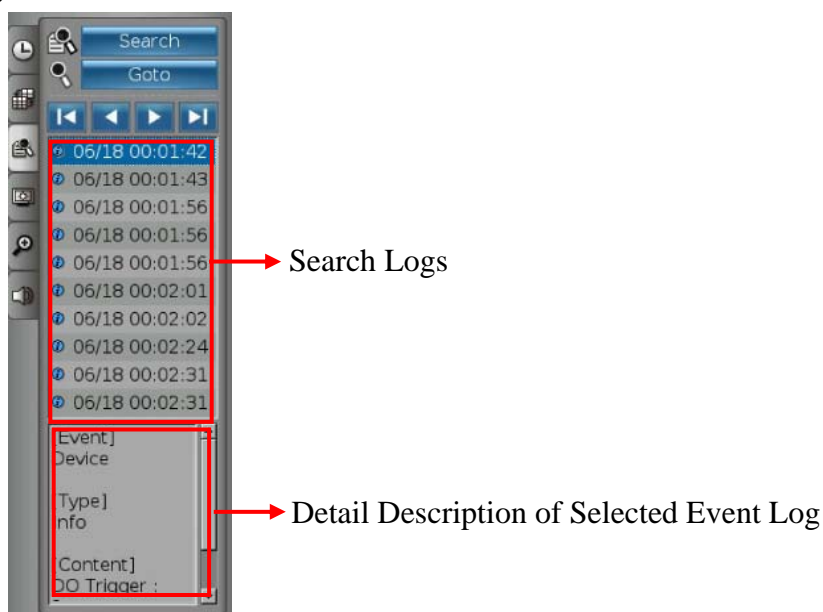 Search
Goto
06/18 00:01:42
06/18 00:01:43
06/18 00:01:56
06/18 00:01:56
06/18 00:01:56
06/18 00:02:01
06/18 00:02:02
06/18 00:02:24
06/18 00:02:31
06/18 00:02:31
Search Logs
[Event]
Device
[Type]
Info
[Content]
DO Trigger :
Detail Description of Selected Event Log